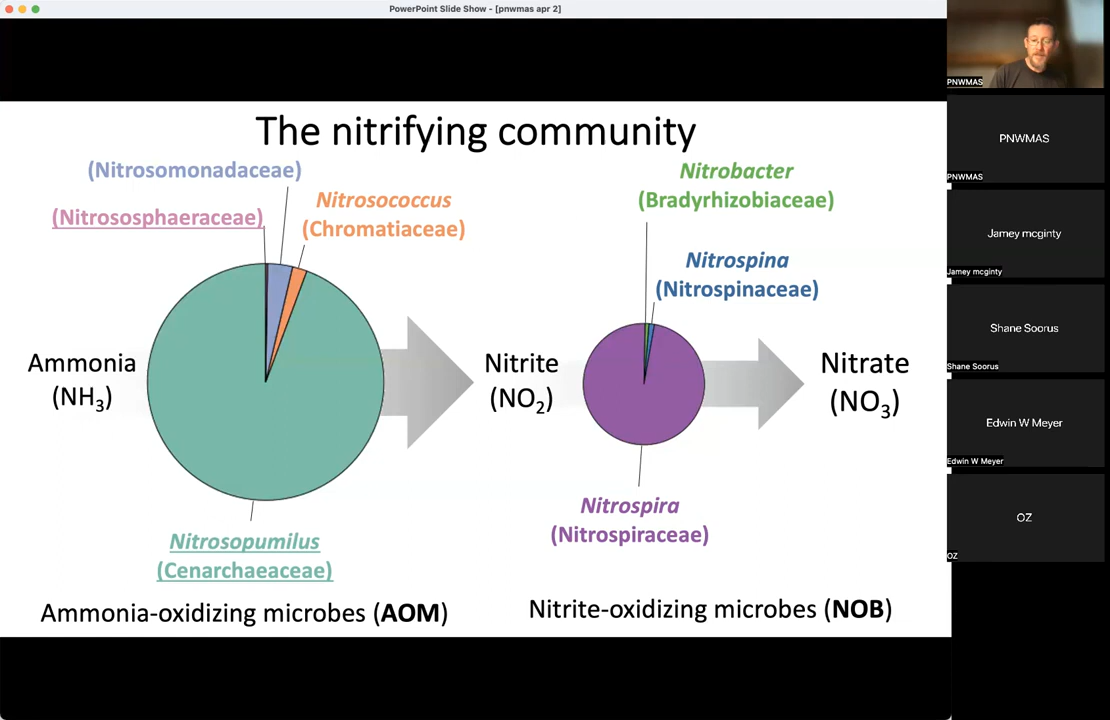 PowerPoint Slide Show - [pnwmas apr 2]
The nitrifying community
(Nitrosomonadaceae)
(Nitrososphaeraceae)
Nitrosococcus
(Chromatiaceae)
Nitrobacter
(Bradyrhizobiaceae)
Nitrospina
(Nitrospinaceae)
Ammonia
(NH₃)
Nitrite
(NO₂)
Nitrate
(NO₃)
Nitrosopumilus
(Cenarchaeaceae)
Nitrospira
(Nitrospiraceae)
Ammonia-oxidizing microbes (AOM)
Nitrite-oxidizing microbes (NOB)
PNWMAS
PNWMAS
PNWMAS
Jamey mcginty
Jamey mcginty
Shane Soorus
Shane Soorus
Edwin W Meyer
Edwin W Meyer
OZ
OZ